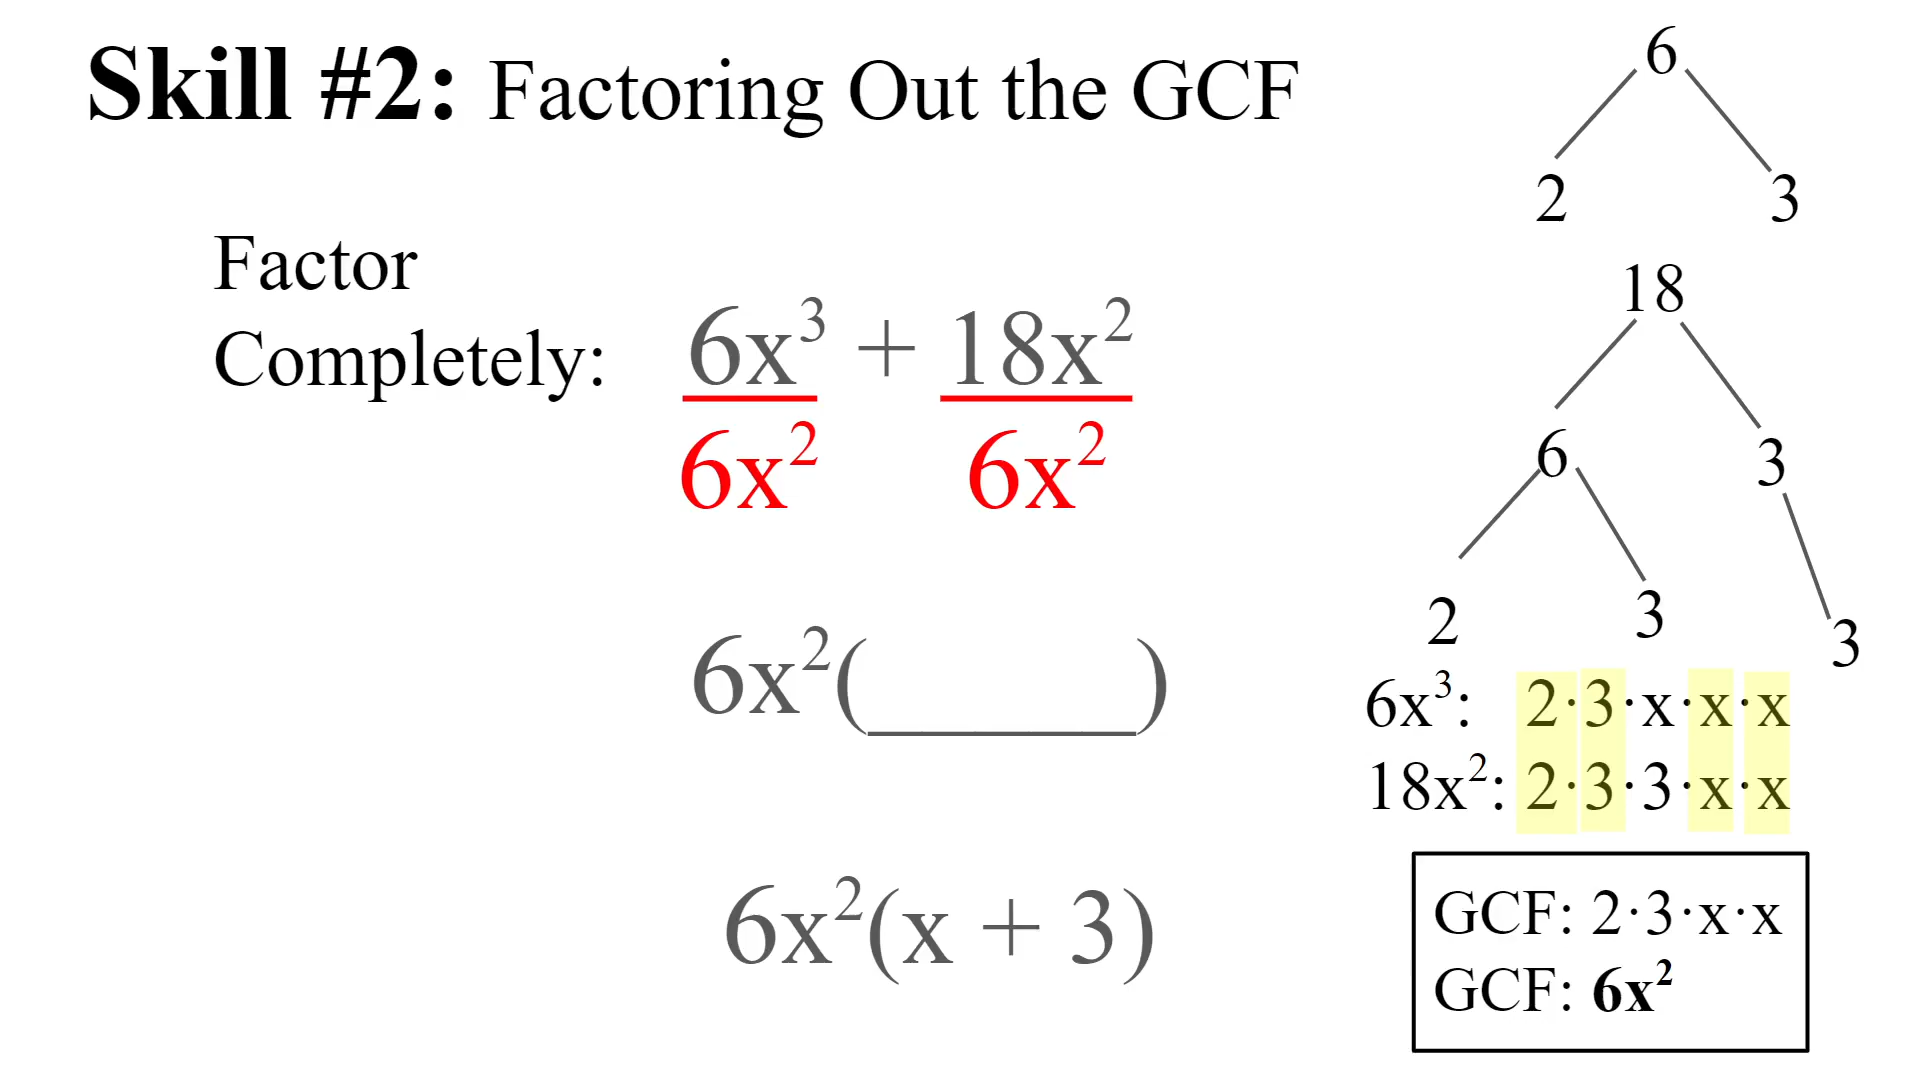 Skill #2: Factoring Out the GCF
Factor
Completely:
6x³ + 18x²
6x² 6x²
6x²(______)
6x²(x + 3)
6
2 3
18
6 3
2 3 3
6x³: 2·3·x·x·x
18x²: 2·3·3·x·x
GCF: 2·3·x·x
GCF: 6x²